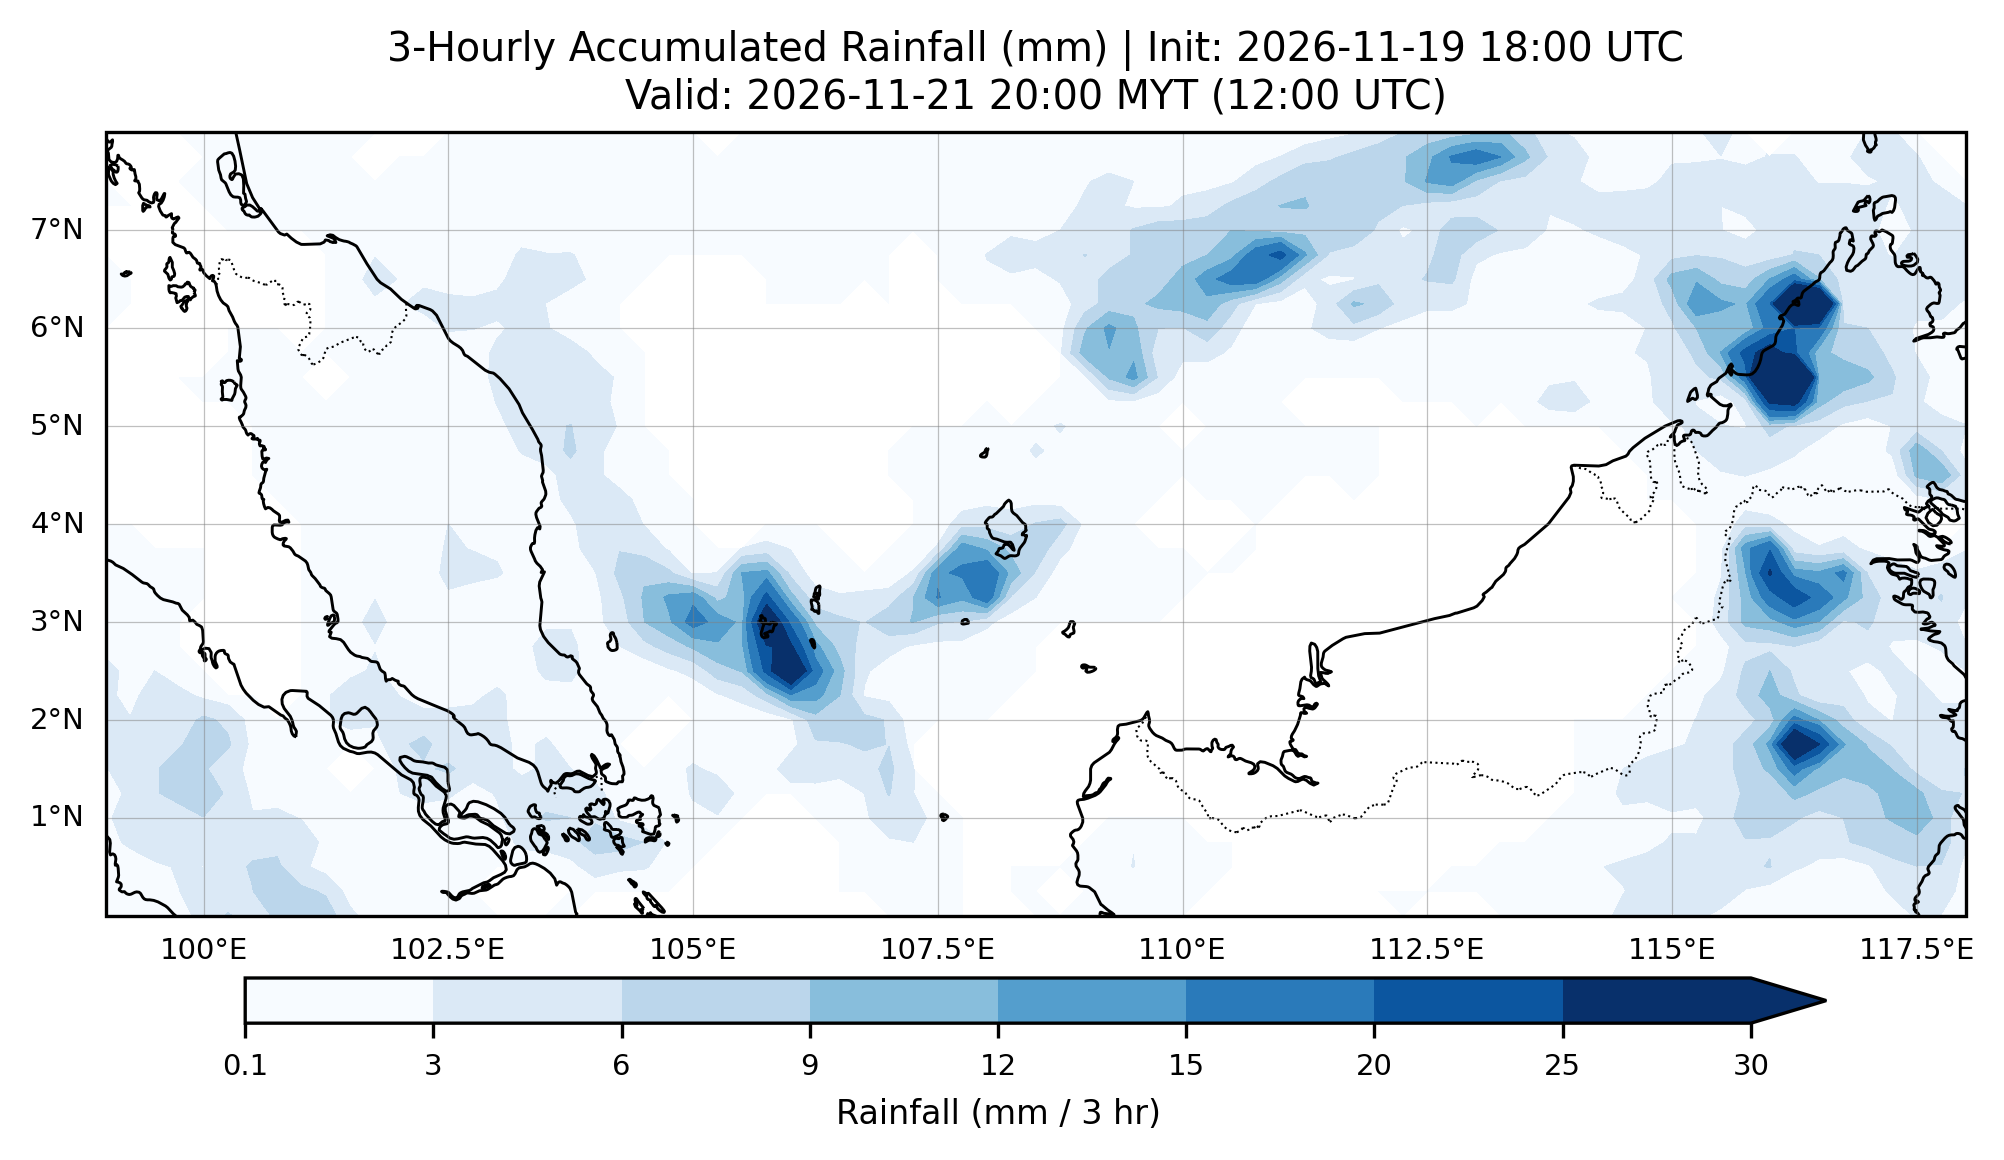 3-Hourly Accumulated Rainfall (mm) | Init: 2026-11-19 18:00 UTC
Valid: 2026-11-21 20:00 MYT (12:00 UTC)
7°N
6°N
5°N
4°N
3°N
2°N
1°N
100°E 102.5°E 105°E 107.5°E 110°E 112.5°E 115°E 117.5°E
0.1 3 6 9 12 15 20 25 30
Rainfall (mm / 3 hr)